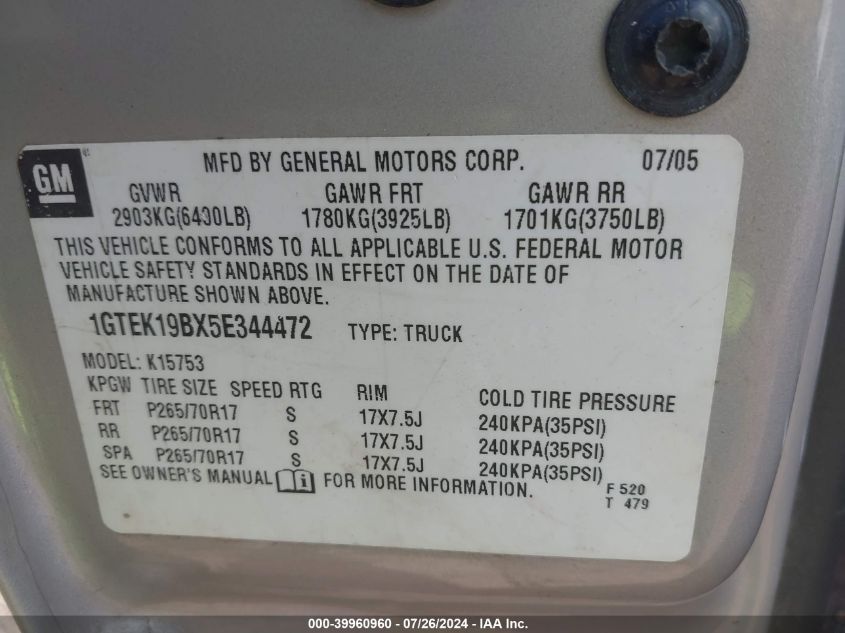 GM MFD BY GENERAL MOTORS CORP. 07/05
GVWR GAWR FRT GAWR RR
2903KG(6400LB) 1780KG(3925LB) 1701KG(3750LB)
THIS VEHICLE CONFORMS TO ALL APPLICABLE U.S. FEDERAL MOTOR
VEHICLE SAFETY STANDARDS IN EFFECT ON THE DATE OF
MANUFACTURE SHOWN ABOVE.
1GTEK19BX5E344472 TYPE: TRUCK
MODEL: K15753
KPGW TIRE SIZE SPEED RTG RIM COLD TIRE PRESSURE
FRT P265/70R17 S 17X7.5J 240KPA(35PSI)
RR P265/70R17 S 17X7.5J 240KPA(35PSI)
SPA P265/70R17 S 17X7.5J 240KPA(35PSI)
SEE OWNER'S MANUAL i FOR MORE INFORMATION.
F 520
T 479
000-39960960 / 07/26/2024 - IAA Inc.